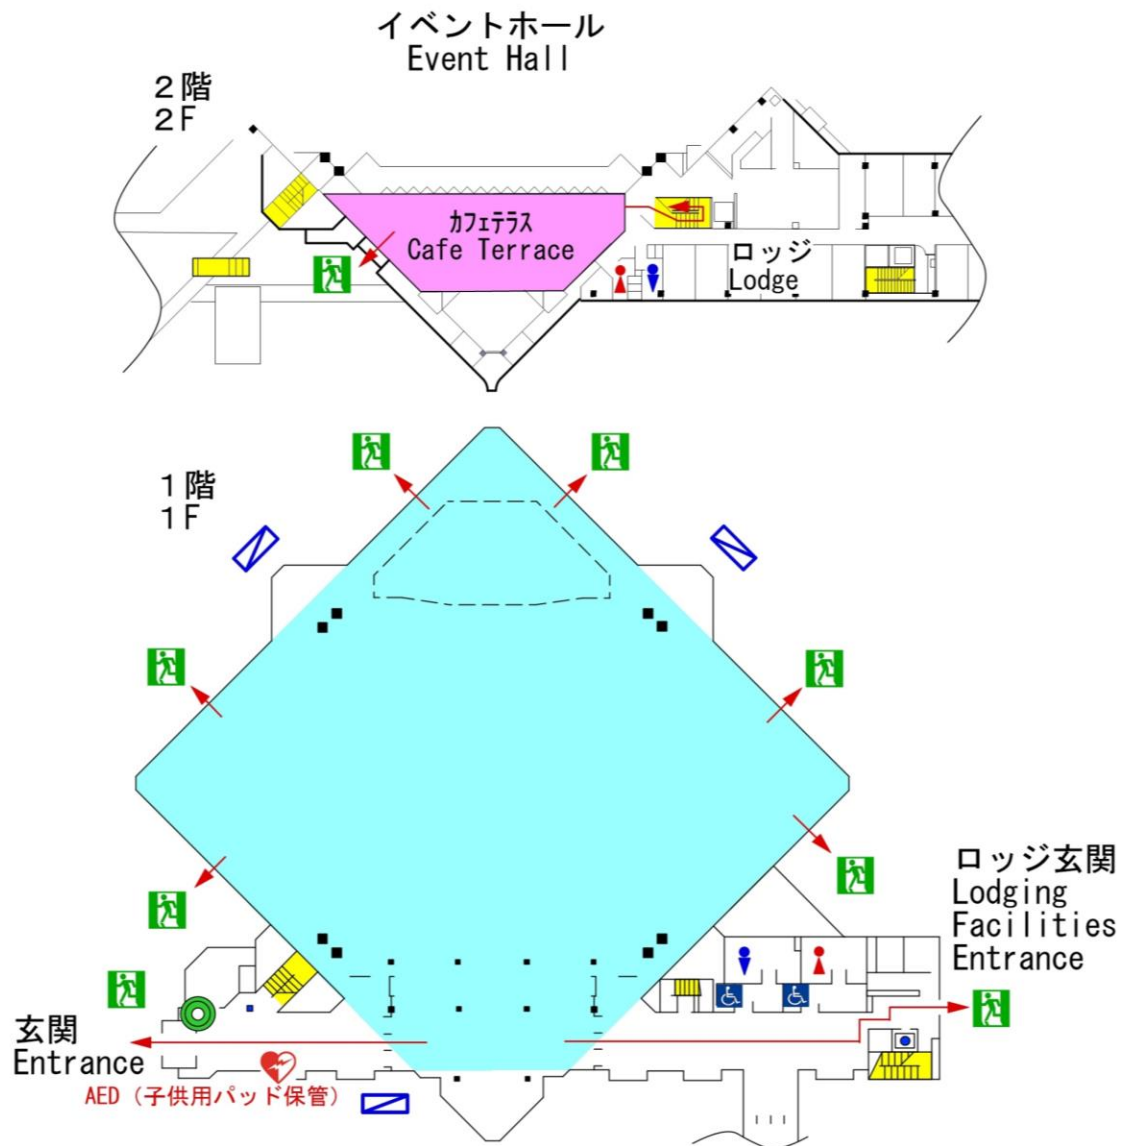 イベントホール
Event Hall
２階
2F
カフェテラス
Cafe Terrace
ロッジ
Lodge
１階
1F
ロッジ玄関
Lodging
Facilities
Entrance
玄関
Entrance
AED（子供用パッド保管）